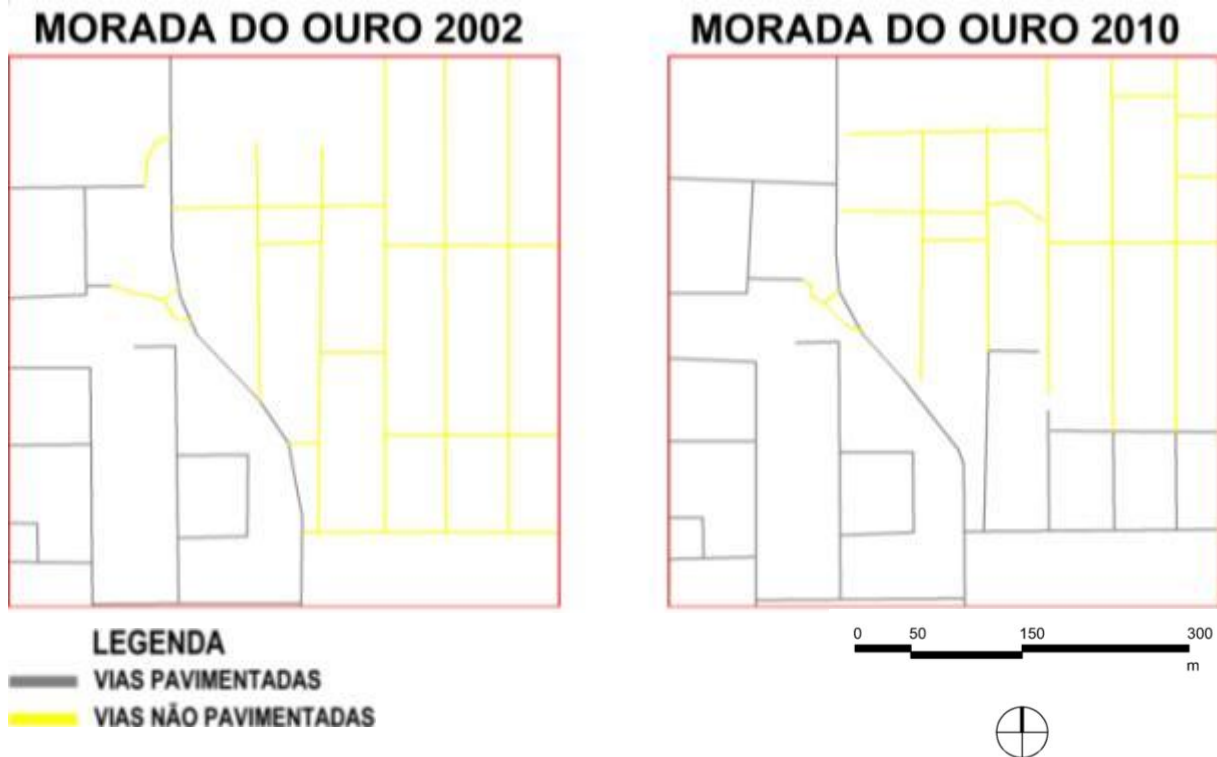 MORADA DO OURO 2002
MORADA DO OURO 2010
LEGENDA
VIAS PAVIMENTADAS
VIAS NÃO PAVIMENTADAS
0 50 150 300
m